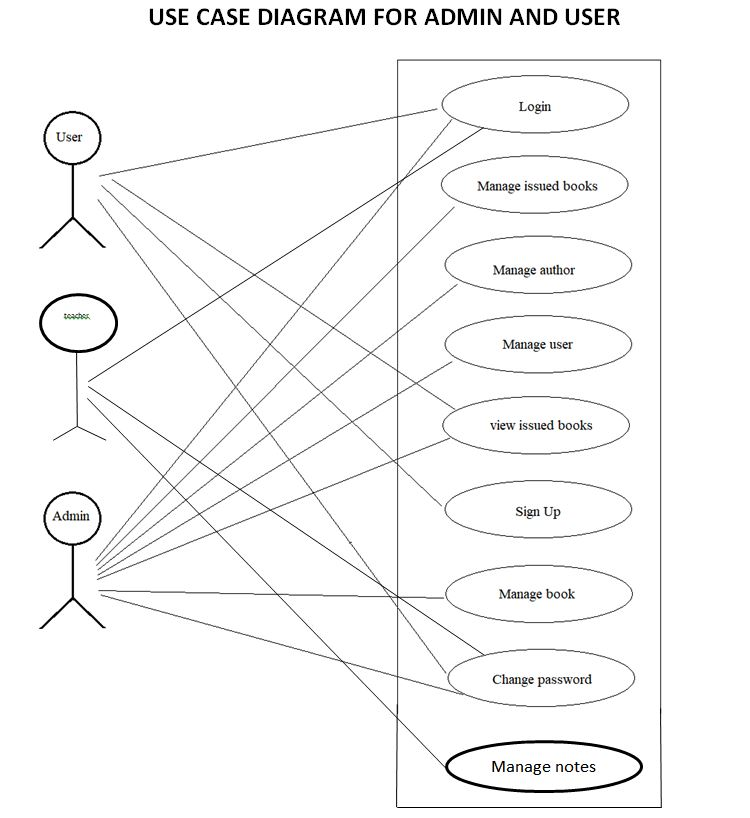 USE CASE DIAGRAM FOR ADMIN AND USER
Login
User
Manage issued books
Manage author
teacher
Manage user
view issued books
Sign Up
Admin
Manage book
Change password
Manage notes